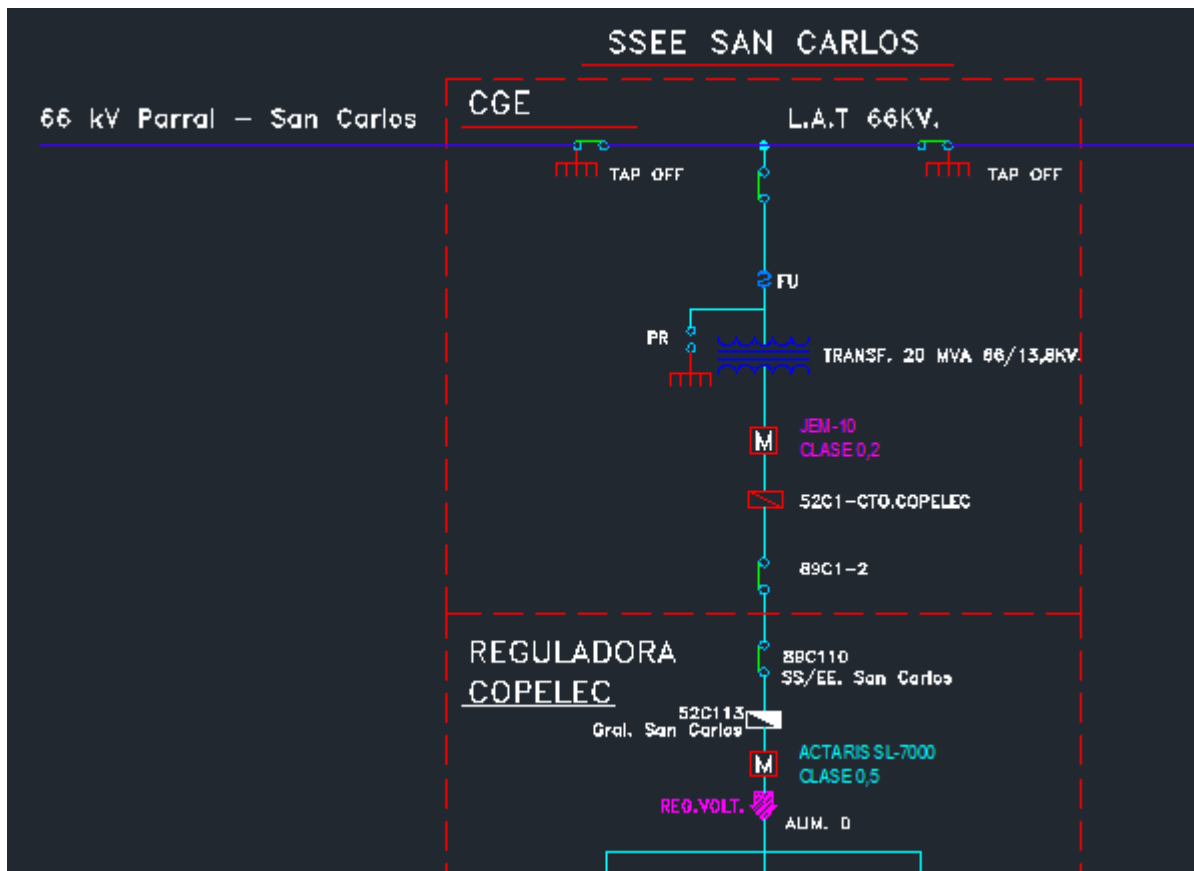 SSEE SAN CARLOS
CGE
66 kV Parral – San Carlos
L.A.T 66KV.
TAP OFF
TAP OFF
FU
PR
TRANSF. 20 MVA 66/13,8KV.
JEM-10
CLASE 0,2
M
52C1-CTO.COPELEC
89C1-2
REGULADORA
COPELEC
89C110
SS/EE. San Carlos
52C113
Gral. San Carlos
M
ACTARIS SL-7000
CLASE 0,5
REG.VOLT.
ALIM. D